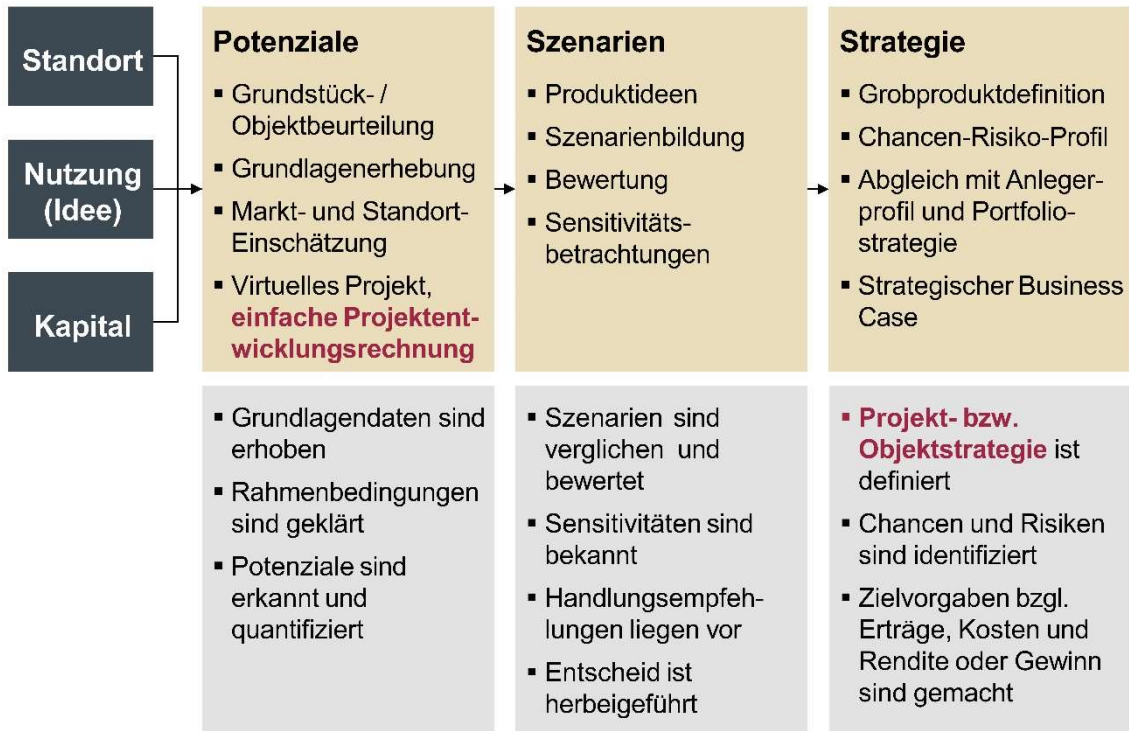 Standort
Nutzung
(Idee)
Kapital
Potenziale
▪ Grundstück- /
Objektbeurteilung
▪ Grundlagenerhebung
▪ Markt- und Standort-
Einschätzung
▪ Virtuelles Projekt,
einfache Projektent-
wicklungsrechnung
▪ Grundlagendaten sind
erhoben
▪ Rahmenbedingungen
sind geklärt
▪ Potenziale sind
erkannt und
quantifiziert
Szenarien
▪ Produktideen
▪ Szenarienbildung
▪ Bewertung
▪ Sensitivitäts-
betrachtungen
▪ Szenarien sind
verglichen und
bewertet
▪ Sensitivitäten sind
bekannt
▪ Handlungsempfeh-
lungen liegen vor
▪ Entscheid ist
herbeigeführt
Strategie
▪ Grobproduktdefinition
▪ Chancen-Risiko-Profil
▪ Abgleich mit Anleger-
profil und Portfolio-
strategie
▪ Strategischer Business
Case
▪ Projekt- bzw.
Objektstrategie ist
definiert
▪ Chancen und Risiken
sind identifiziert
▪ Zielvorgaben bzgl.
Erträge, Kosten und
Rendite oder Gewinn
sind gemacht